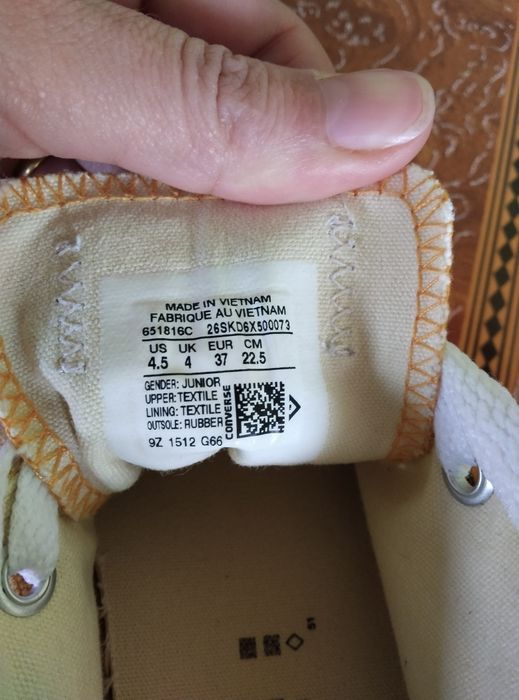 MADE IN VIETNAM
FABRIQUE AU VIETNAM
651816C 26SKD6X500073
US UK EUR CM
4.5 4 37 22.5
GENDER: JUNIOR
UPPER: TEXTILE
LINING: TEXTILE
OUTSOLE: RUBBER
CONVERSE
9Z 1512 G66
51